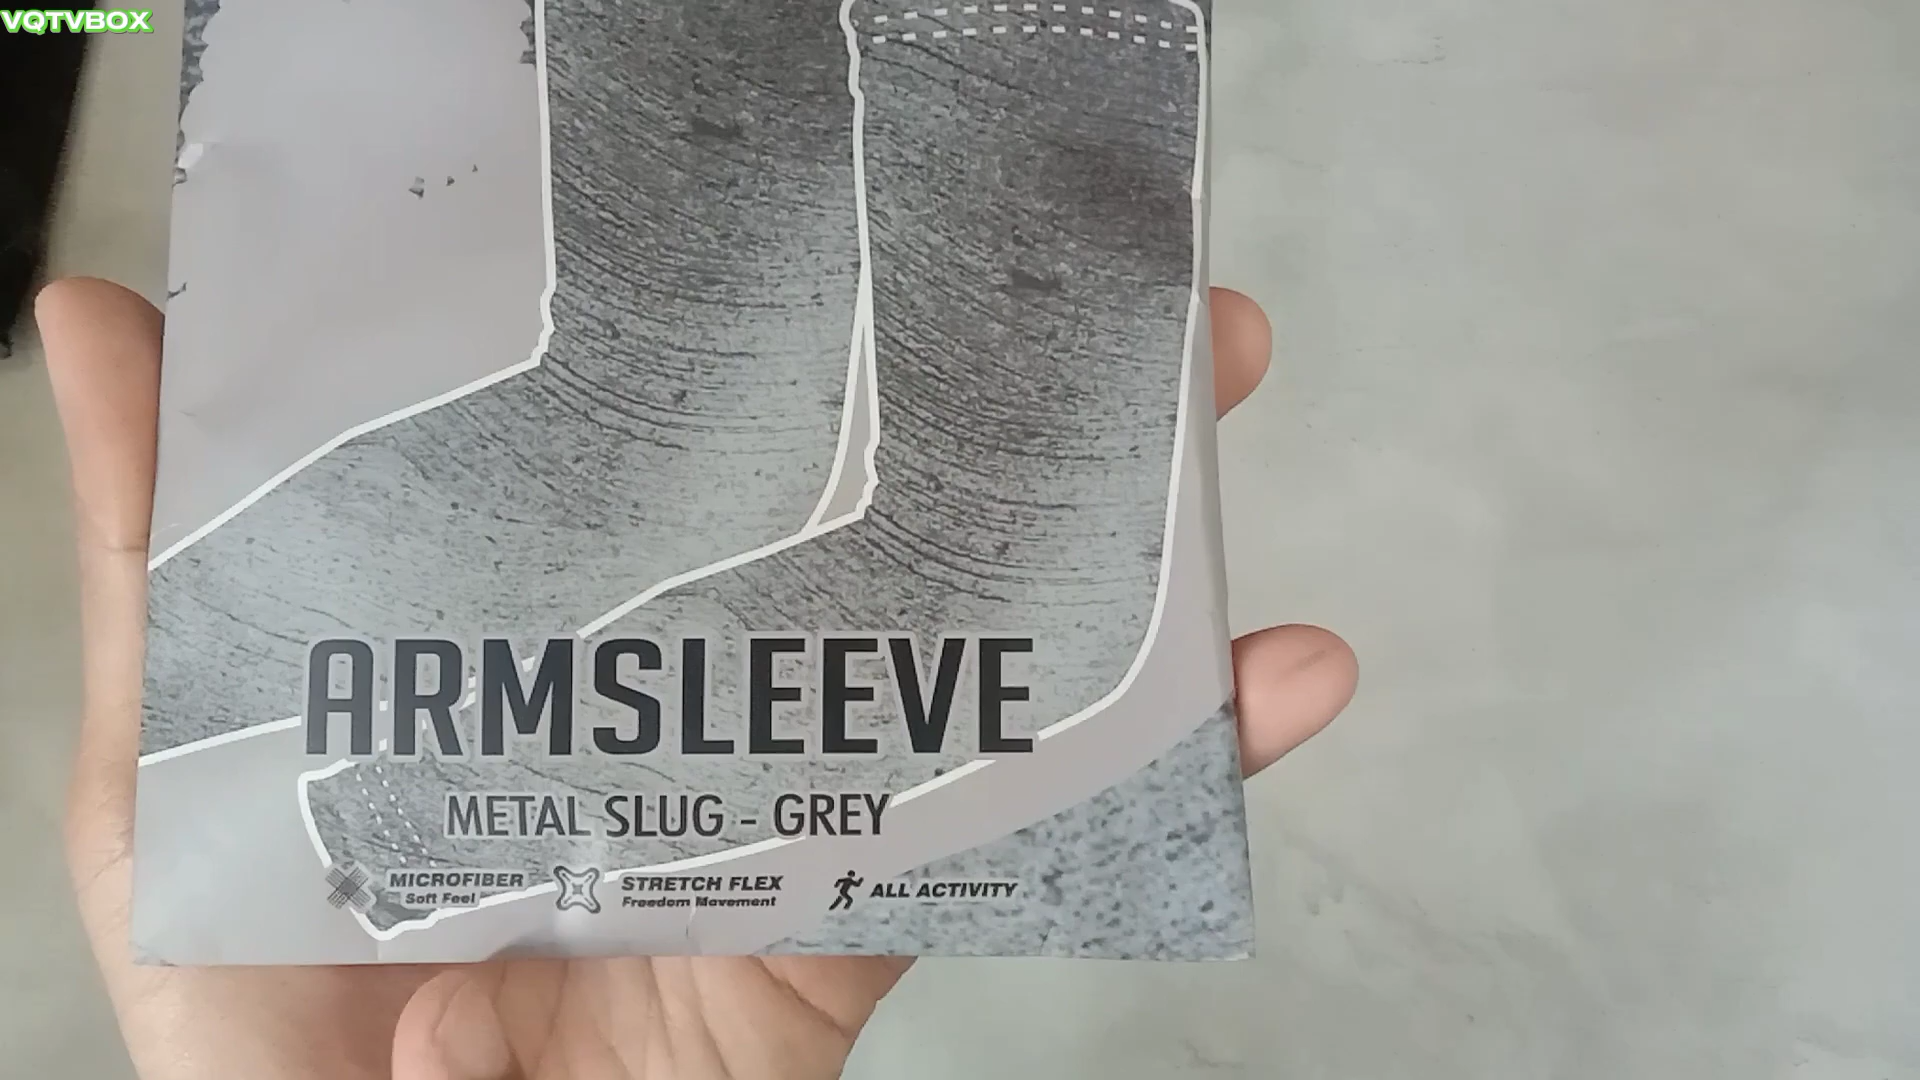 VQTVBOX
ARMSLEEVE
METAL SLUG - GREY
MICROFIBER
Soft Feel
STRETCH FLEX
Freedom Movement
ALL ACTIVITY